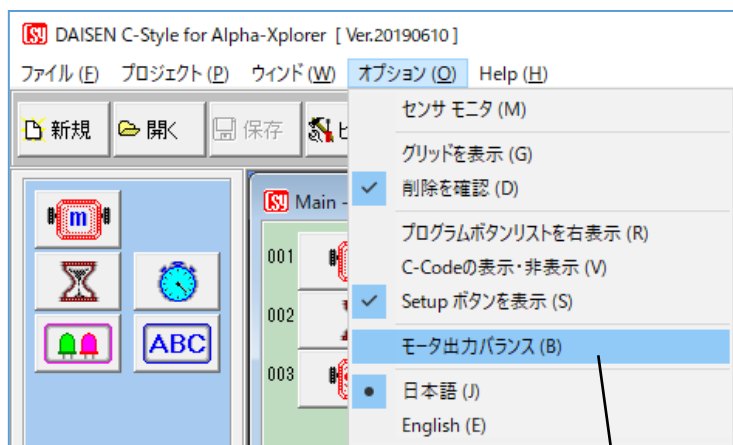 DAISEN C-Style for Alpha-Xplorer [ Ver.20190610 ]
ファイル (F) プロジェクト (P) ウィンド (W) オプション (O) Help (H)
新規 開く 保存
センサ モニタ (M)
グリッドを表示 (G)
削除を確認 (D)
プログラムボタンリストを右表示 (R)
C-Codeの表示・非表示 (V)
Setup ボタンを表示 (S)
モータ出力バランス (B)
日本語 (J)
English (E)
m
ABC
Main -
001
002
003